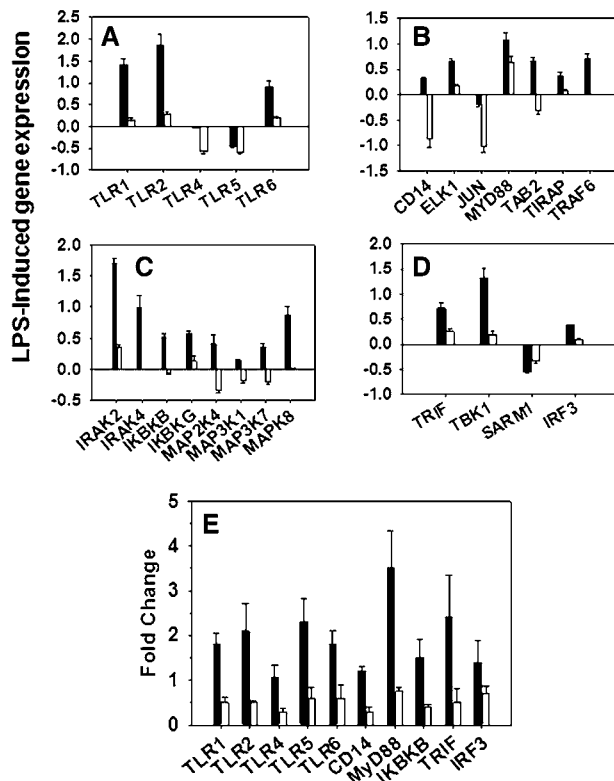 LPS-Induced gene expression
A
2.5
2.0
1.5
1.0
0.5
0.0
-0.5
-1.0
TLR1
TLR2
TLR4
TLR5
TLR6
B
1.5
1.0
0.5
0.0
-0.5
-1.0
-1.5
CD14
ELK1
JUN
MYD88
TAB2
TIRAP
TRAF6
C
2.0
1.5
1.0
0.5
0.0
-0.5
IRAK2
IRAK4
IKBKB
IKBKG
MAP2K4
MAP3K1
MAP3K7
MAPK8
D
2.0
1.5
1.0
0.5
0.0
-0.5
-1.0
TRIF
TBK1
SARM1
IRF3
E
Fold Change
5
4
3
2
1
0
TLR1
TLR2
TLR4
TLR5
TLR6
CD14
MyD88
IKBKB
TRIF
IRF3